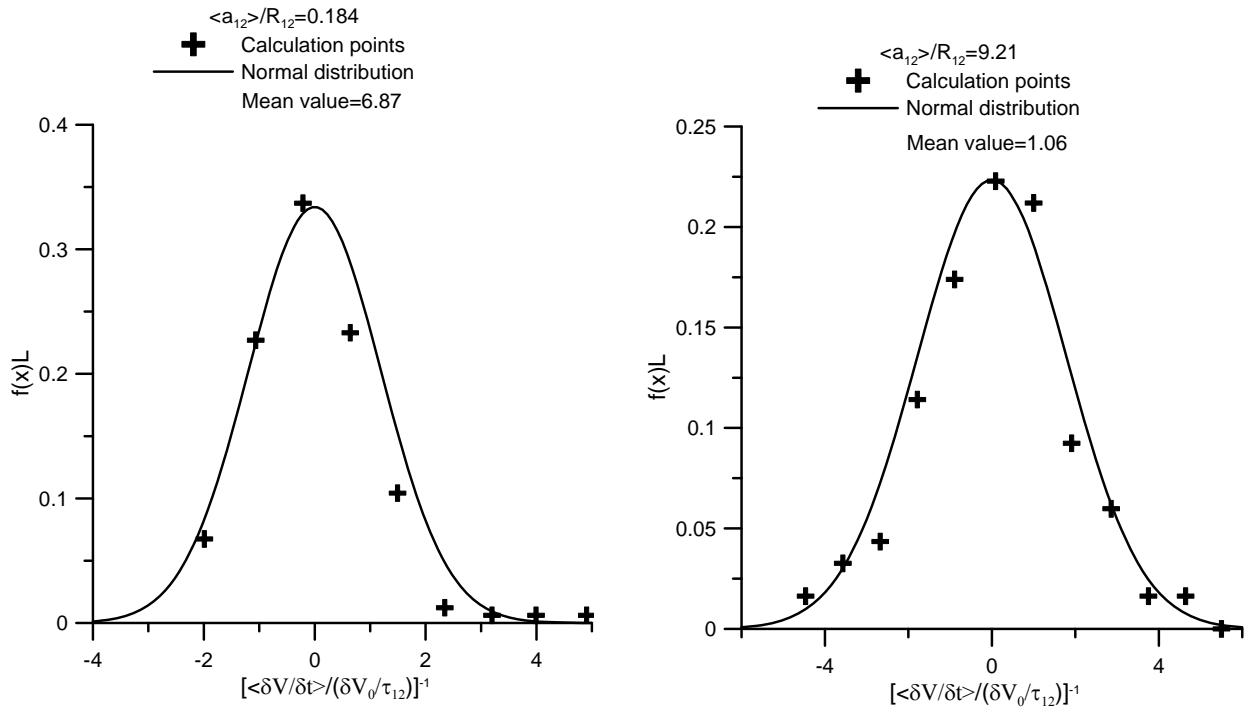 <a₁₂>/R₁₂=0.184
Calculation points
Normal distribution
Mean value=6.87
0.4
0.3
0.2
0.1
0
f(x)L
-4 -2 0 2 4
[<δV/δt>/(δV₀/τ₁₂)]⁻¹
<a₁₂>/R₁₂=9.21
Calculation points
Normal distribution
Mean value=1.06
0.25
0.2
0.15
0.1
0.05
0
f(x)L
-4 0 4
[<δV/δt>/(δV₀/τ₁₂)]⁻¹